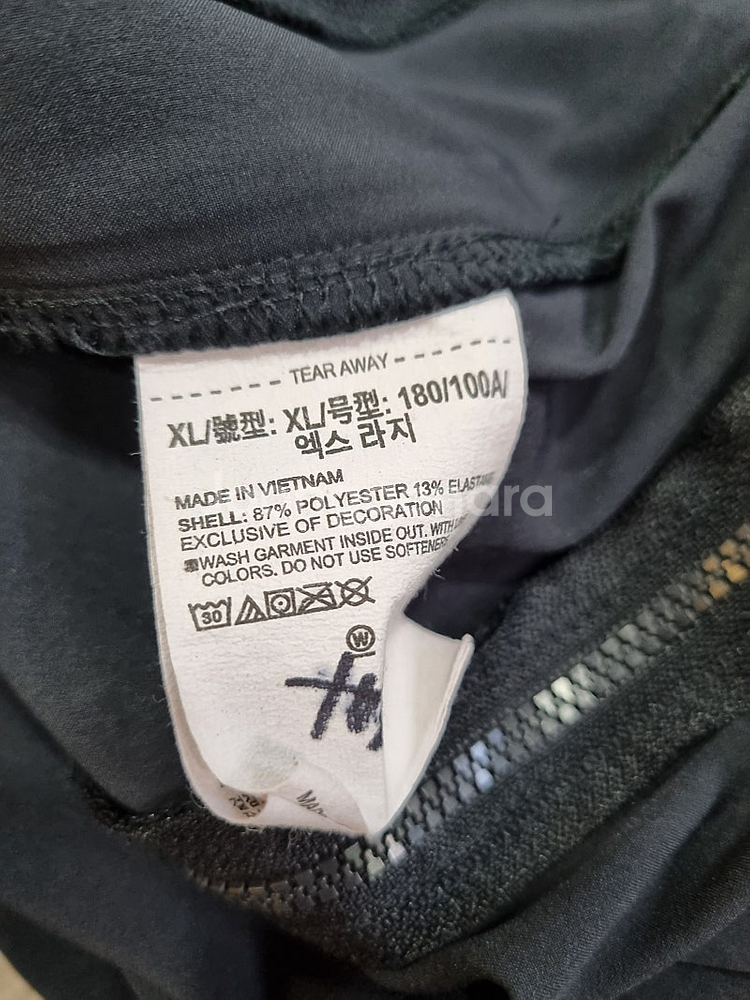 TEAR AWAY
XL/號型: XL/号型: 180/100A/
엑스 라지
MADE IN VIETNAM
SHELL: 87% POLYESTER 13% ELASTANE
EXCLUSIVE OF DECORATION
WASH GARMENT INSIDE OUT. WITH
COLORS. DO NOT USE SOFTENER
30
W